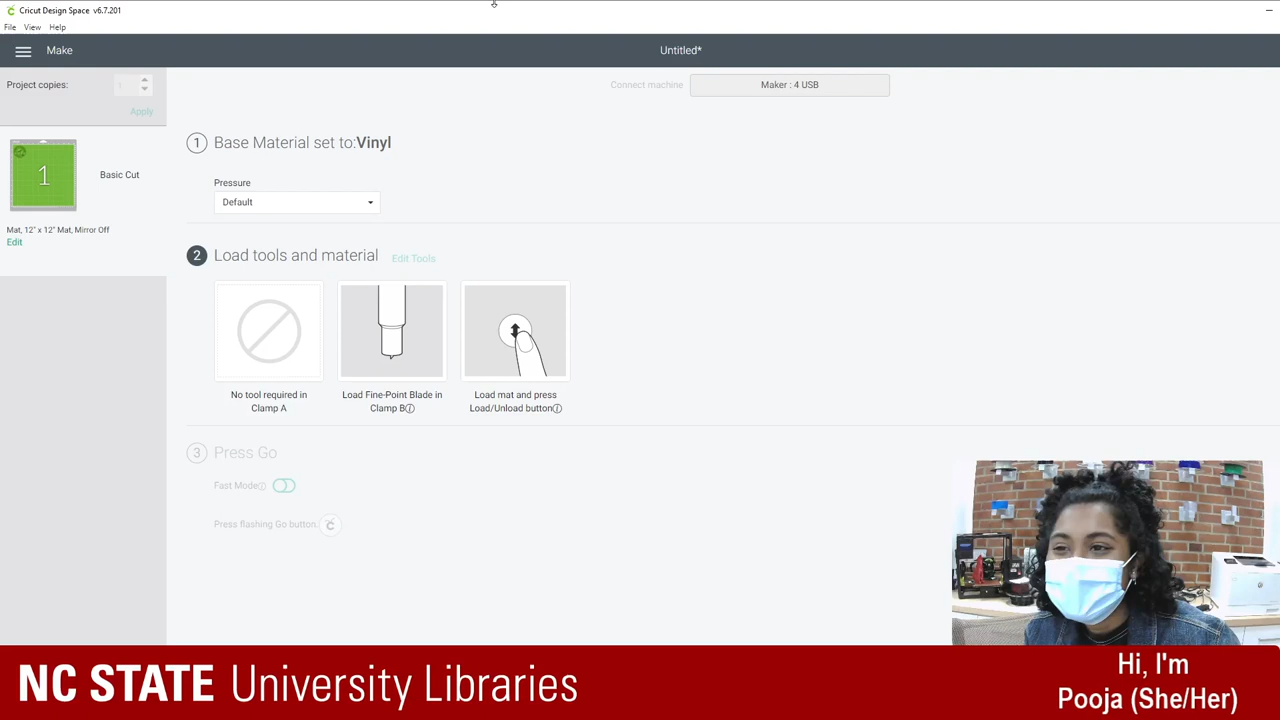 Cricut Design Space v6.7.201
File View Help
Make
Untitled*
Project copies:
1
Apply
Connect machine
Maker : 4 USB
1
Basic Cut
Mat, 12" x 12" Mat, Mirror Off
Edit
1 Base Material set to:Vinyl
Pressure
Default
2 Load tools and material
Edit Tools
No tool required in
Clamp A
Load Fine-Point Blade in
Clamp B
Load mat and press
Load/Unload button
3 Press Go
Fast Mode
Press flashing Go button.
NC STATE University Libraries
Hi, I'm
Pooja (She/Her)